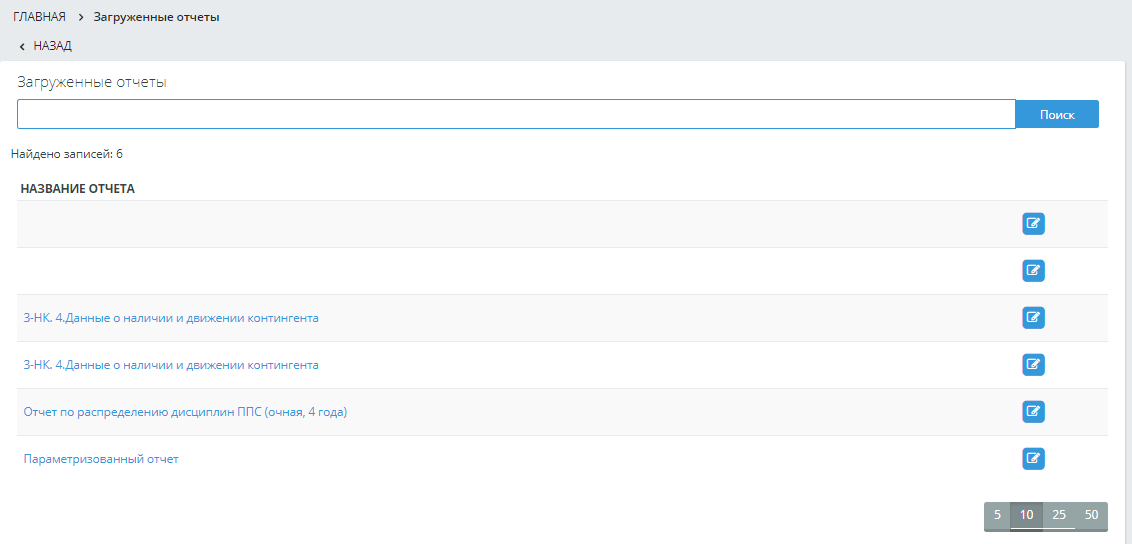 ГЛАВНАЯ > Загруженные отчеты
‹ НАЗАД
Загруженные отчеты
Поиск
Найдено записей: 6
НАЗВАНИЕ ОТЧЕТА
3-НК. 4.Данные о наличии и движении контингента
3-НК. 4.Данные о наличии и движении контингента
Отчет по распределению дисциплин ППС (очная, 4 года)
Параметризованный отчет
5 10 25 50